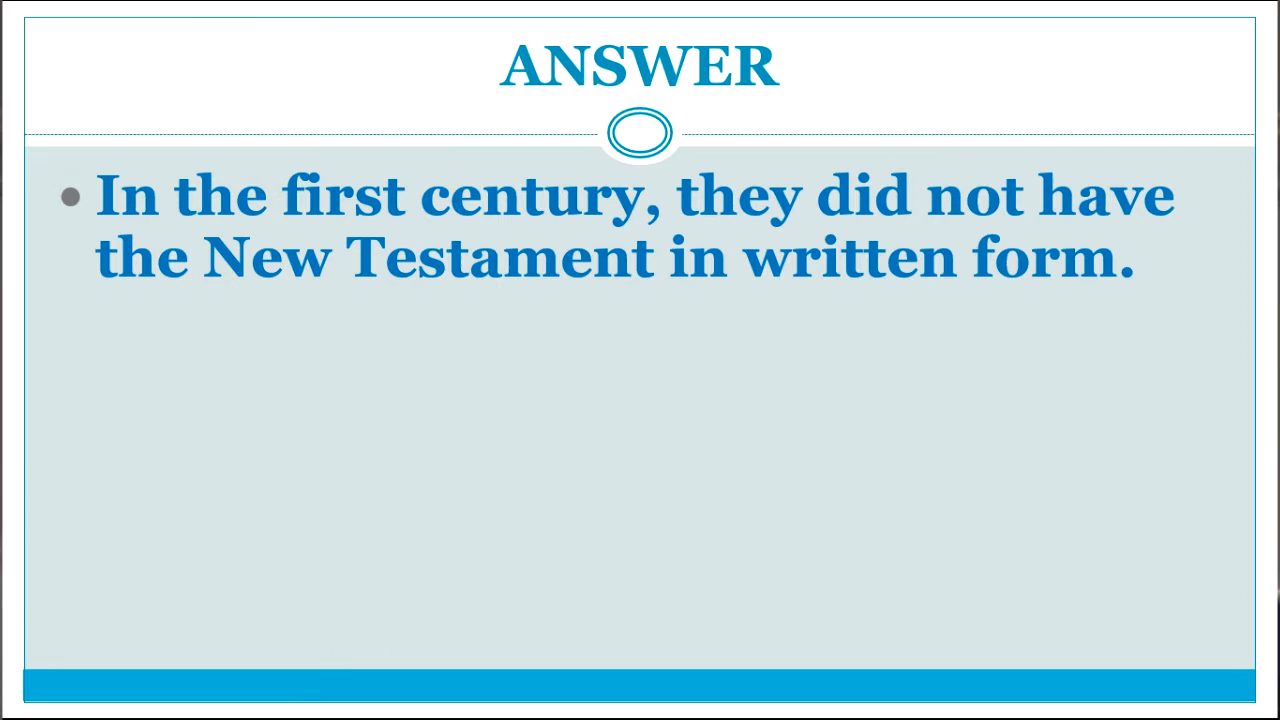 ANSWER
• In the first century, they did not have
the New Testament in written form.